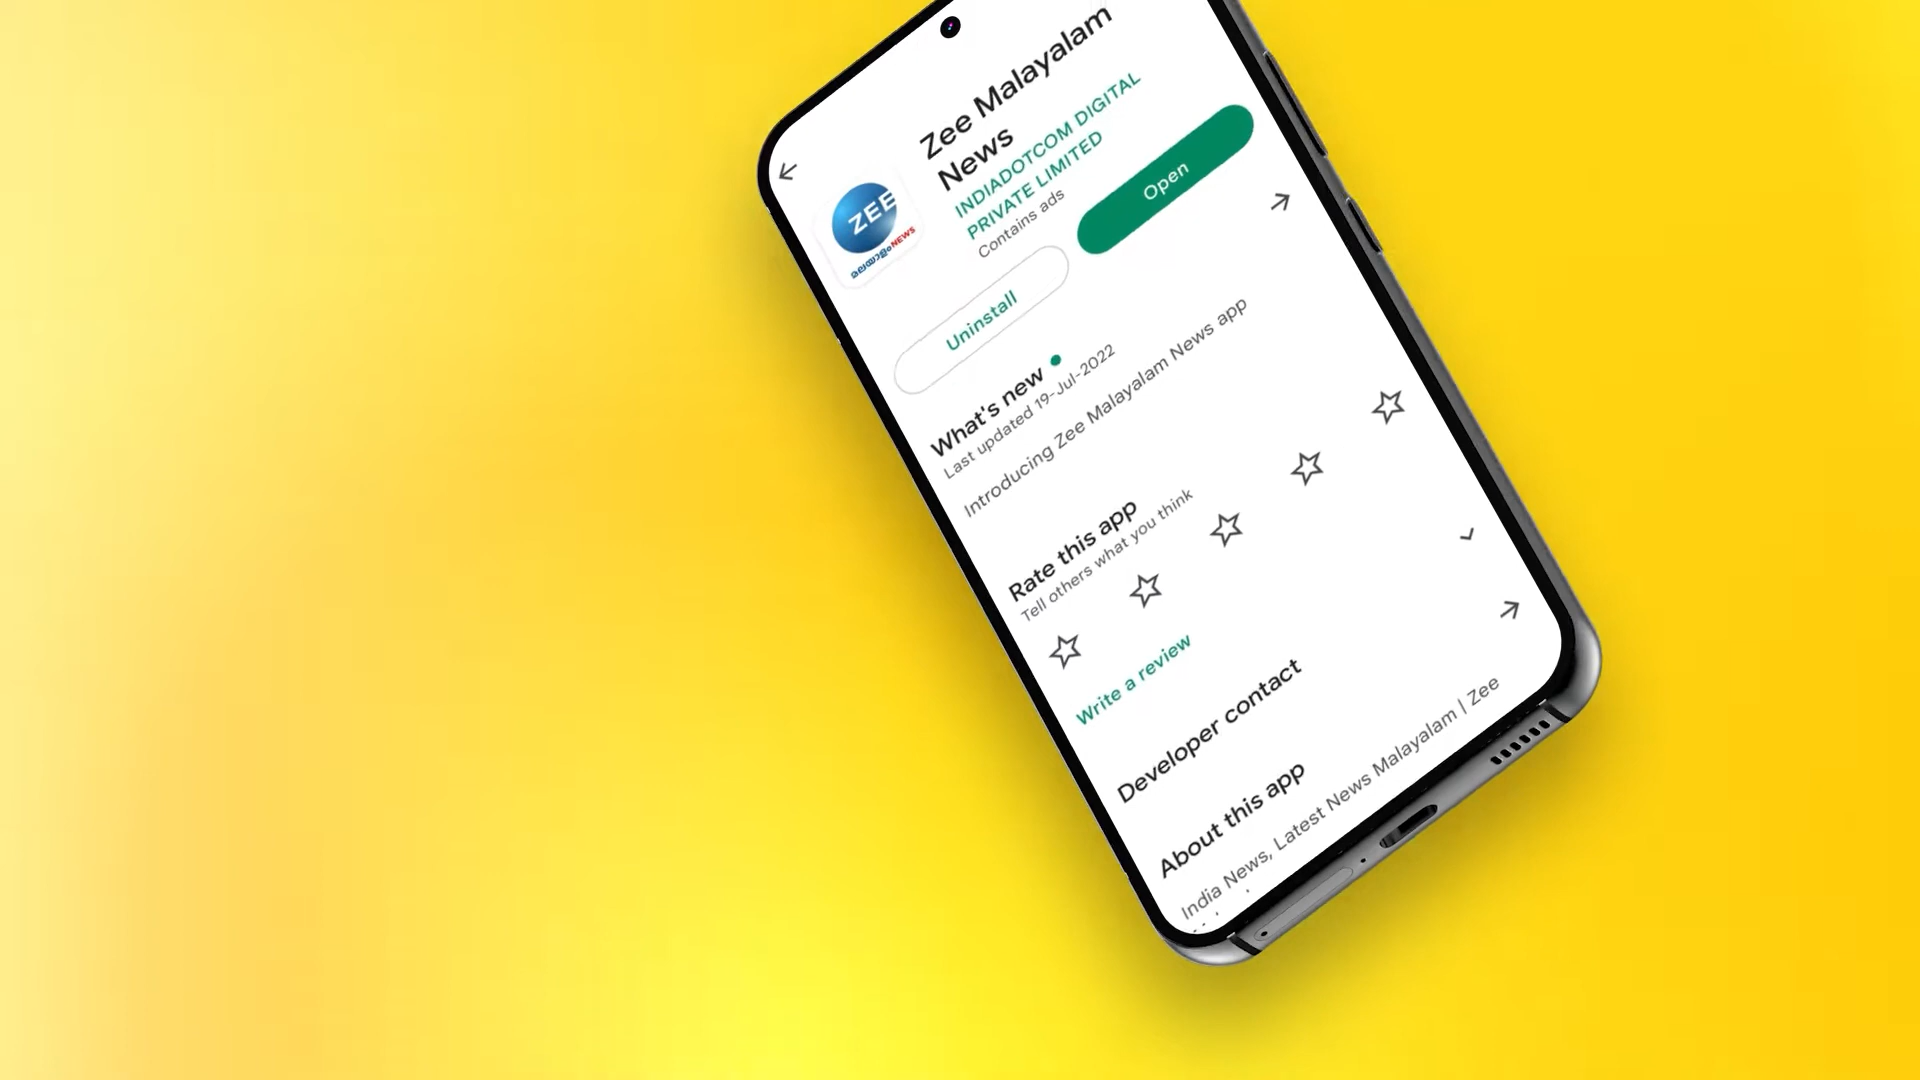 Zee Malayalam
News
INDIADOTCOM DIGITAL
PRIVATE LIMITED
Contains ads
ZEE
മലയാളം NEWS
Uninstall
Open
What's new
Last updated 19-Jul-2022
Introducing Zee Malayalam News app
Rate this app
Tell others what you think
Write a review
Developer contact
About this app
India News, Latest News Malayalam | Zee